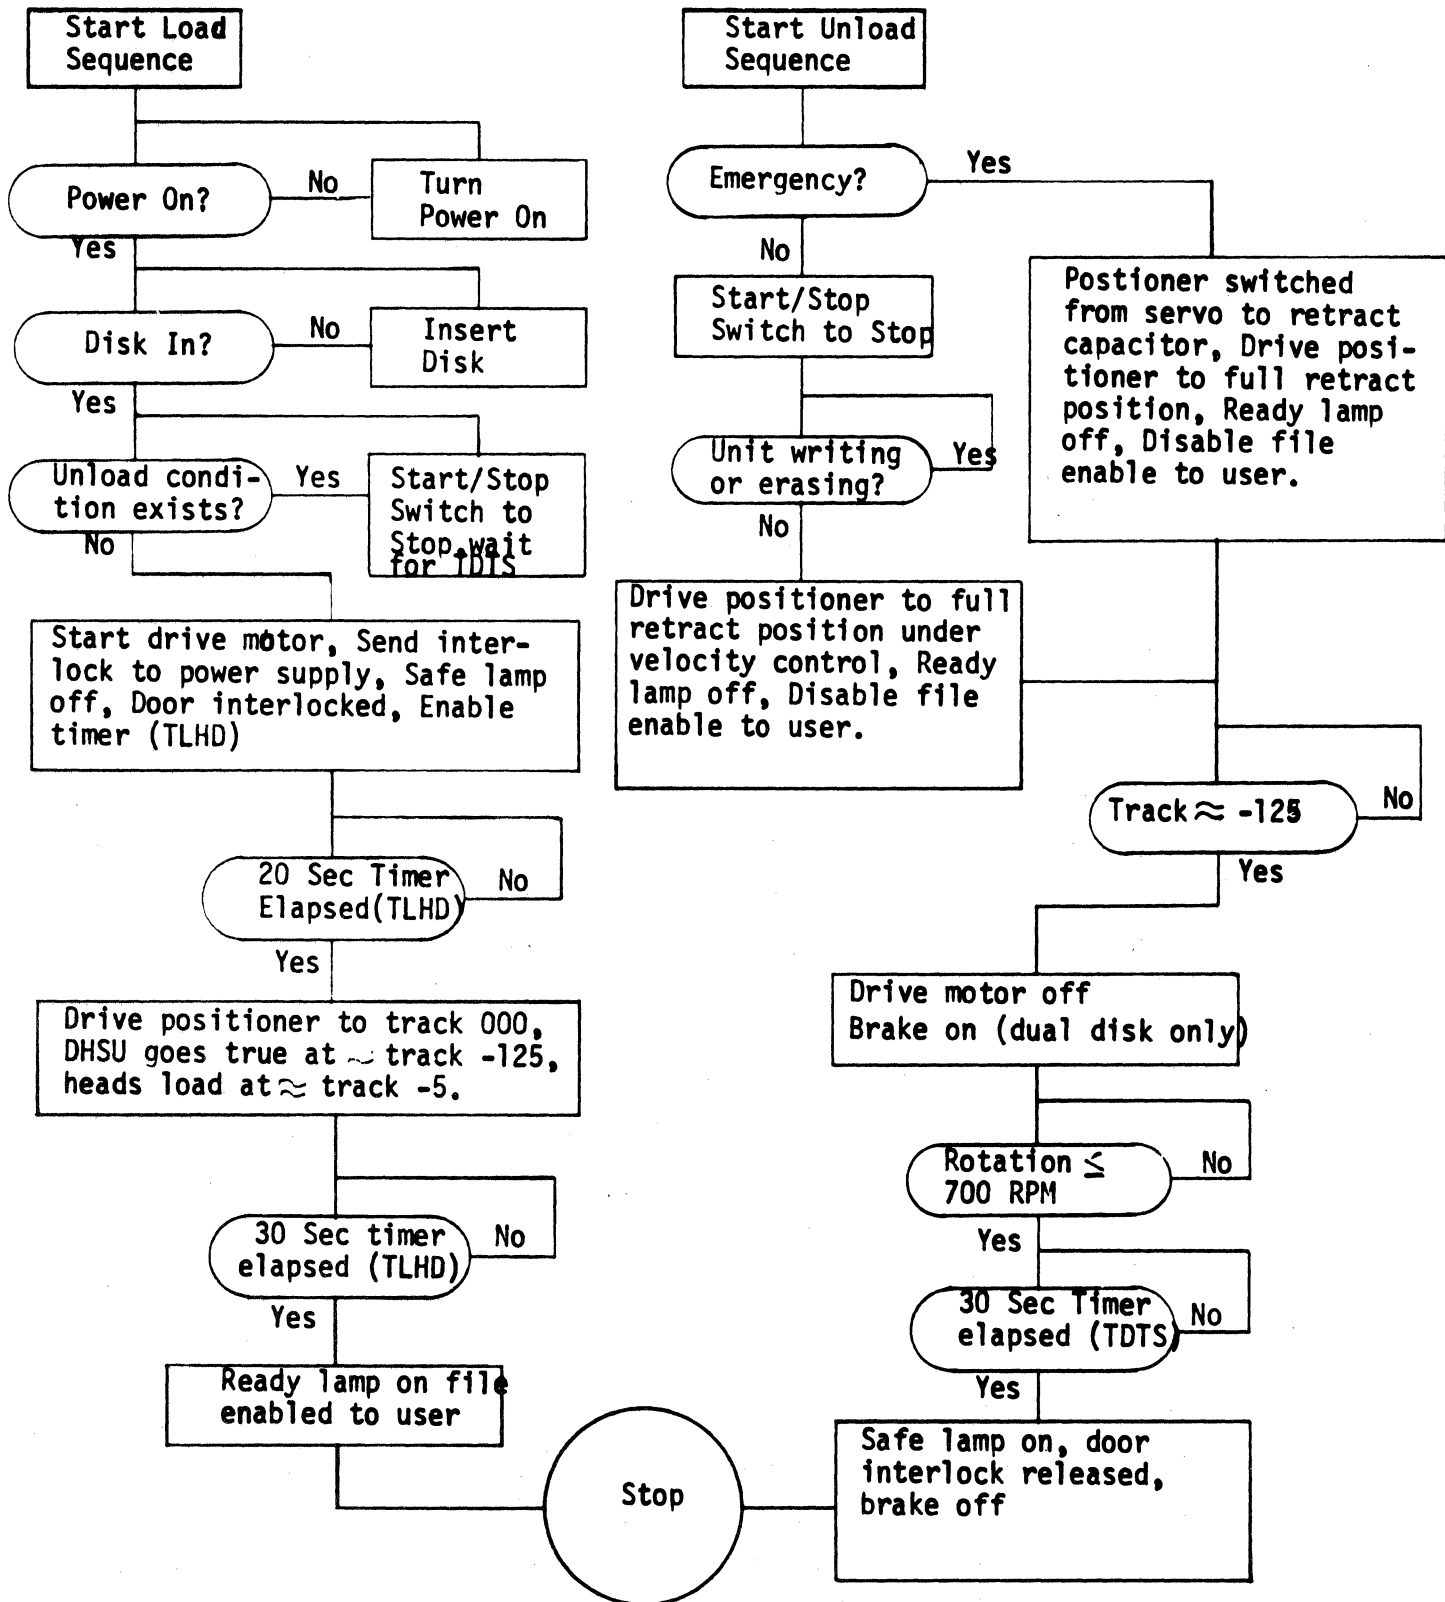 Start Load
Sequence
Power On?
No
Turn
Power On
Yes
Disk In?
No
Insert
Disk
Yes
Unload condi-
tion exists?
Yes
Start/Stop
Switch to
Stop,wait
for TDTS
No
Start drive motor, Send inter-
lock to power supply, Safe lamp
off, Door interlocked, Enable
timer (TLHD)
20 Sec Timer
Elapsed(TLHD)
No
Yes
Drive positioner to track 000,
DHSU goes true at ~ track -125,
heads load at ≈ track -5.
30 Sec timer
elapsed (TLHD)
No
Yes
Ready lamp on file
enabled to user
Start Unload
Sequence
Emergency?
Yes
No
Start/Stop
Switch to Stop
Unit writing
or erasing?
Yes
No
Drive positioner to full
retract position under
velocity control, Ready
lamp off, Disable file
enable to user.
Postioner switched
from servo to retract
capacitor, Drive posi-
tioner to full retract
position, Ready lamp
off, Disable file
enable to user.
Track ≈ -125
No
Yes
Drive motor off
Brake on (dual disk only)
Rotation ≤
700 RPM
No
Yes
30 Sec Timer
elapsed (TDTS)
No
Yes
Safe lamp on, door
interlock released,
brake off
Stop